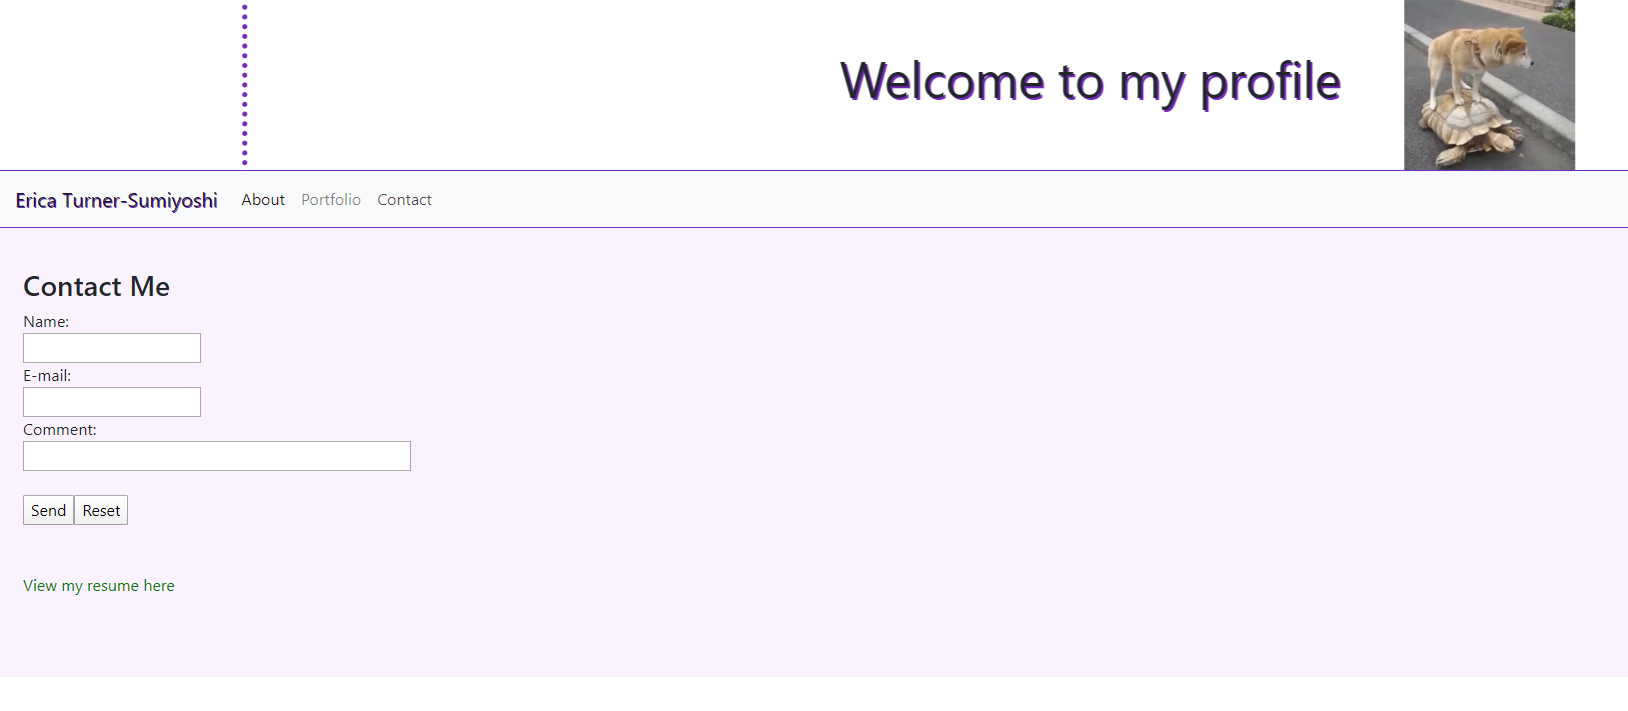 Welcome to my profile
Erica Turner-Sumiyoshi About Portfolio Contact
Contact Me
Name:
E-mail:
Comment:
Send Reset
View my resume here